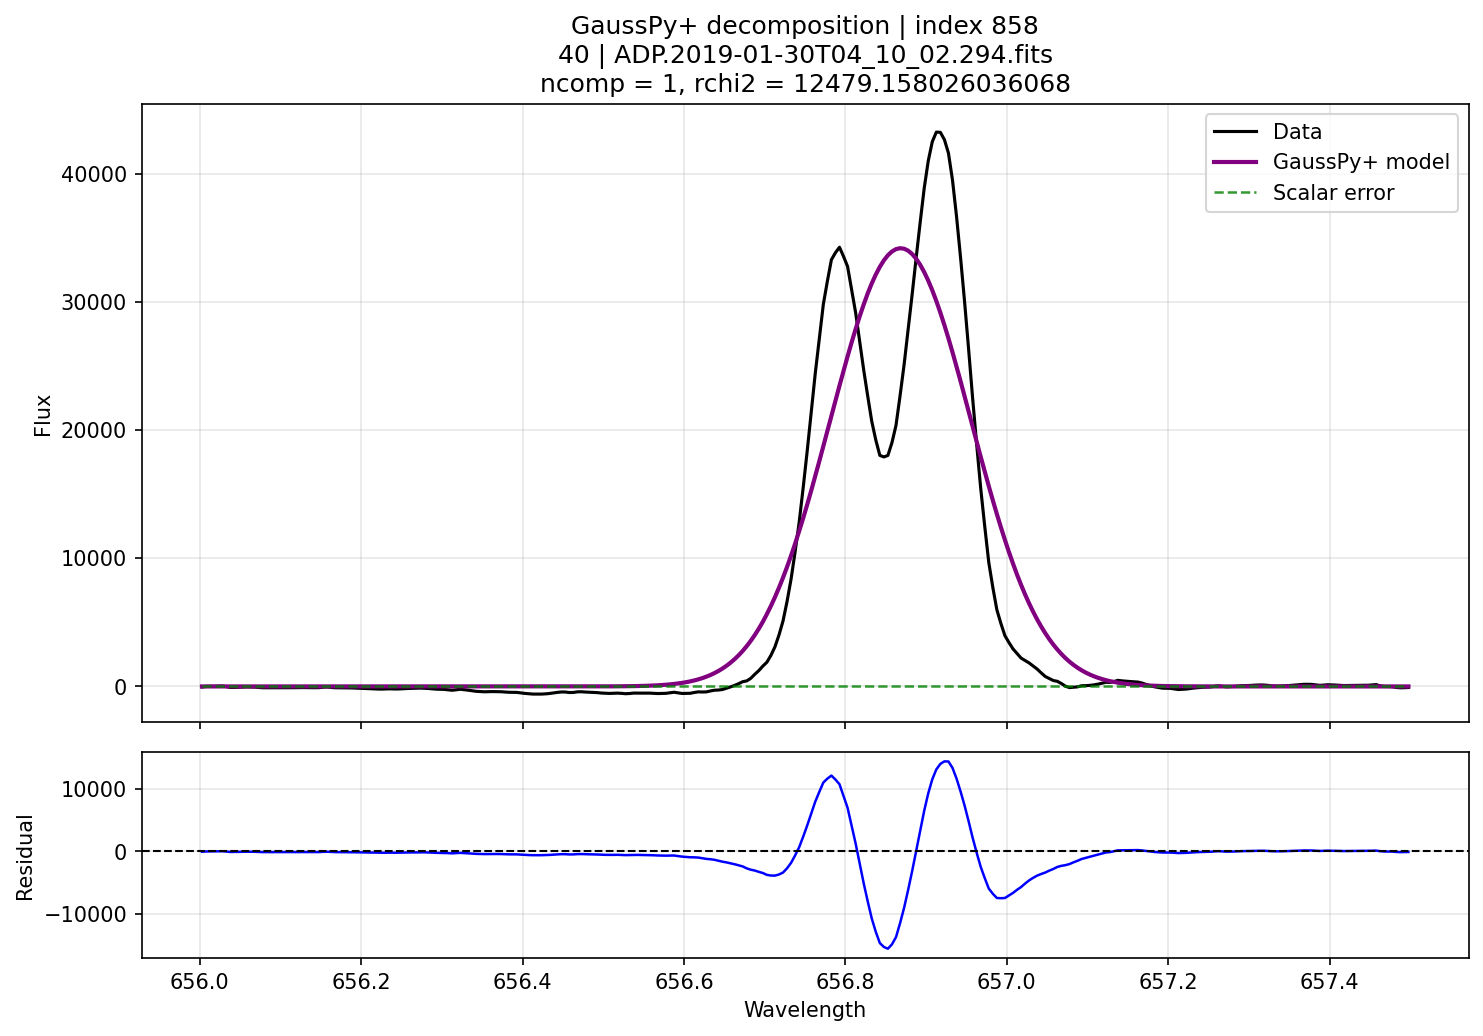 GaussPy+ decomposition | index 858
40 | ADP.2019-01-30T04_10_02.294.fits
ncomp = 1, rchi2 = 12479.158026036068
Data
GaussPy+ model
Scalar error
Flux
40000
30000
20000
10000
0
Residual
10000
0
−10000
656.0 656.2 656.4 656.6 656.8 657.0 657.2 657.4
Wavelength